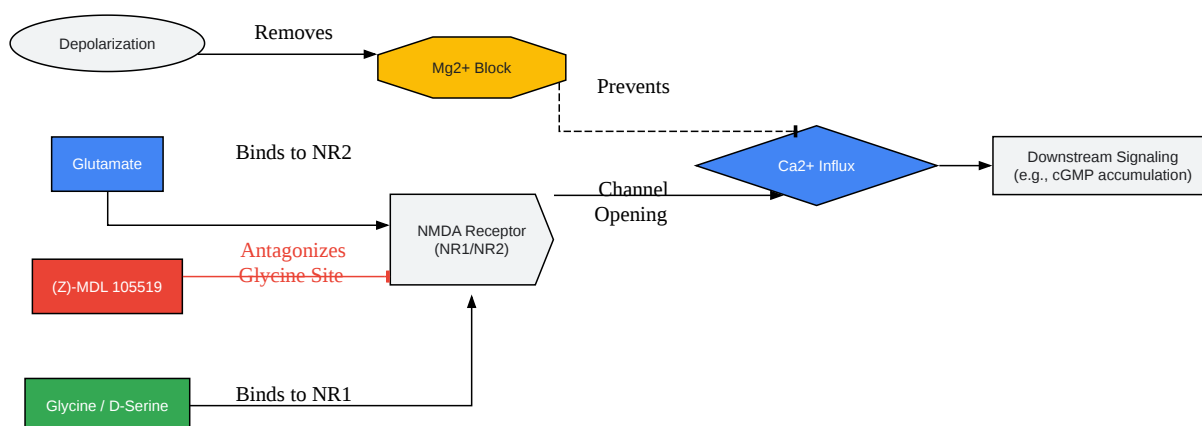 Depolarization
Removes
Mg2+ Block
Prevents
Glutamate
Binds to NR2
Ca2+ Influx
Downstream Signaling
(e.g., cGMP accumulation)
Channel
Opening
NMDA Receptor
(NR1/NR2)
Antagonizes
Glycine Site
(Z)-MDL 105519
Glycine / D-Serine
Binds to NR1